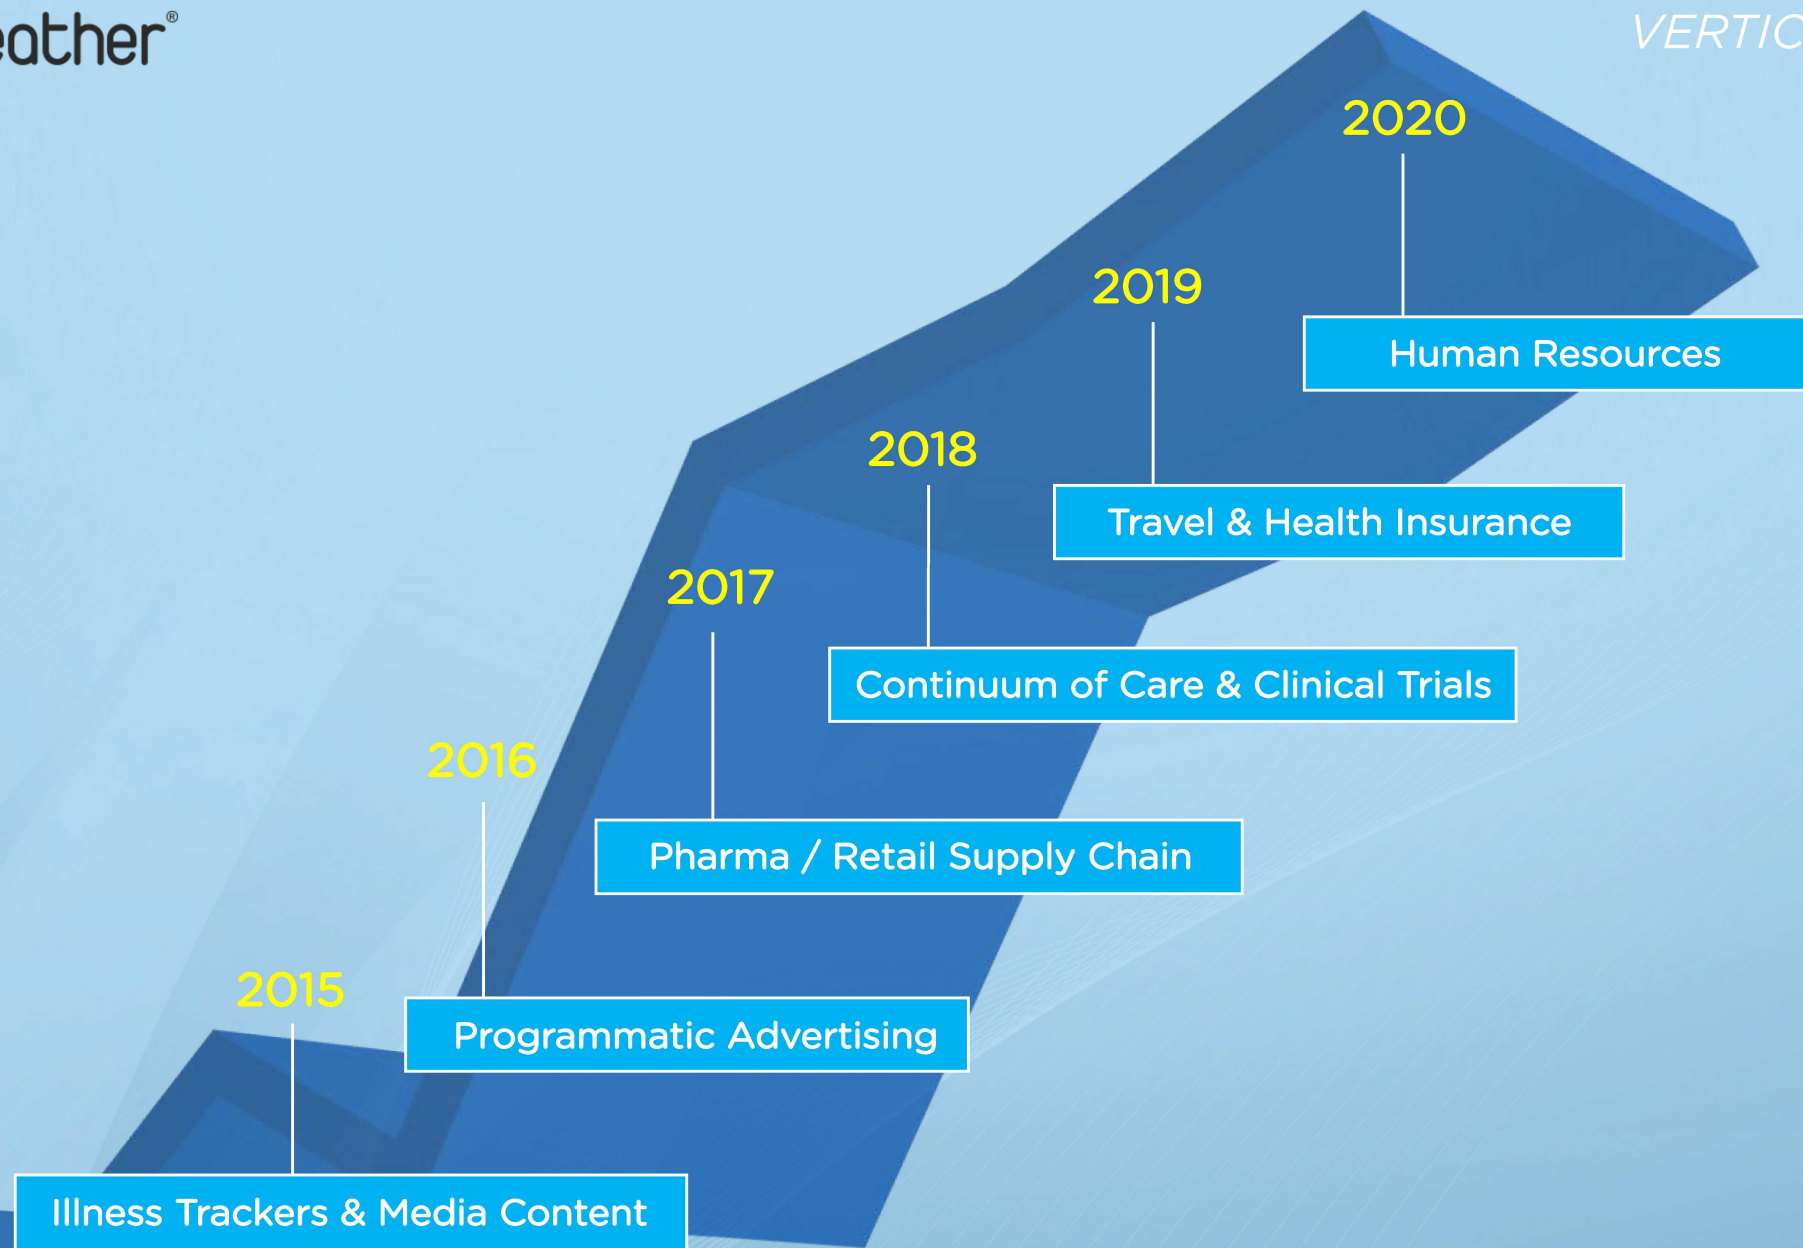 eather®
VERTIC
2020
Human Resources
2019
Travel & Health Insurance
2018
Continuum of Care & Clinical Trials
2017
Pharma / Retail Supply Chain
2016
Programmatic Advertising
2015
Illness Trackers & Media Content